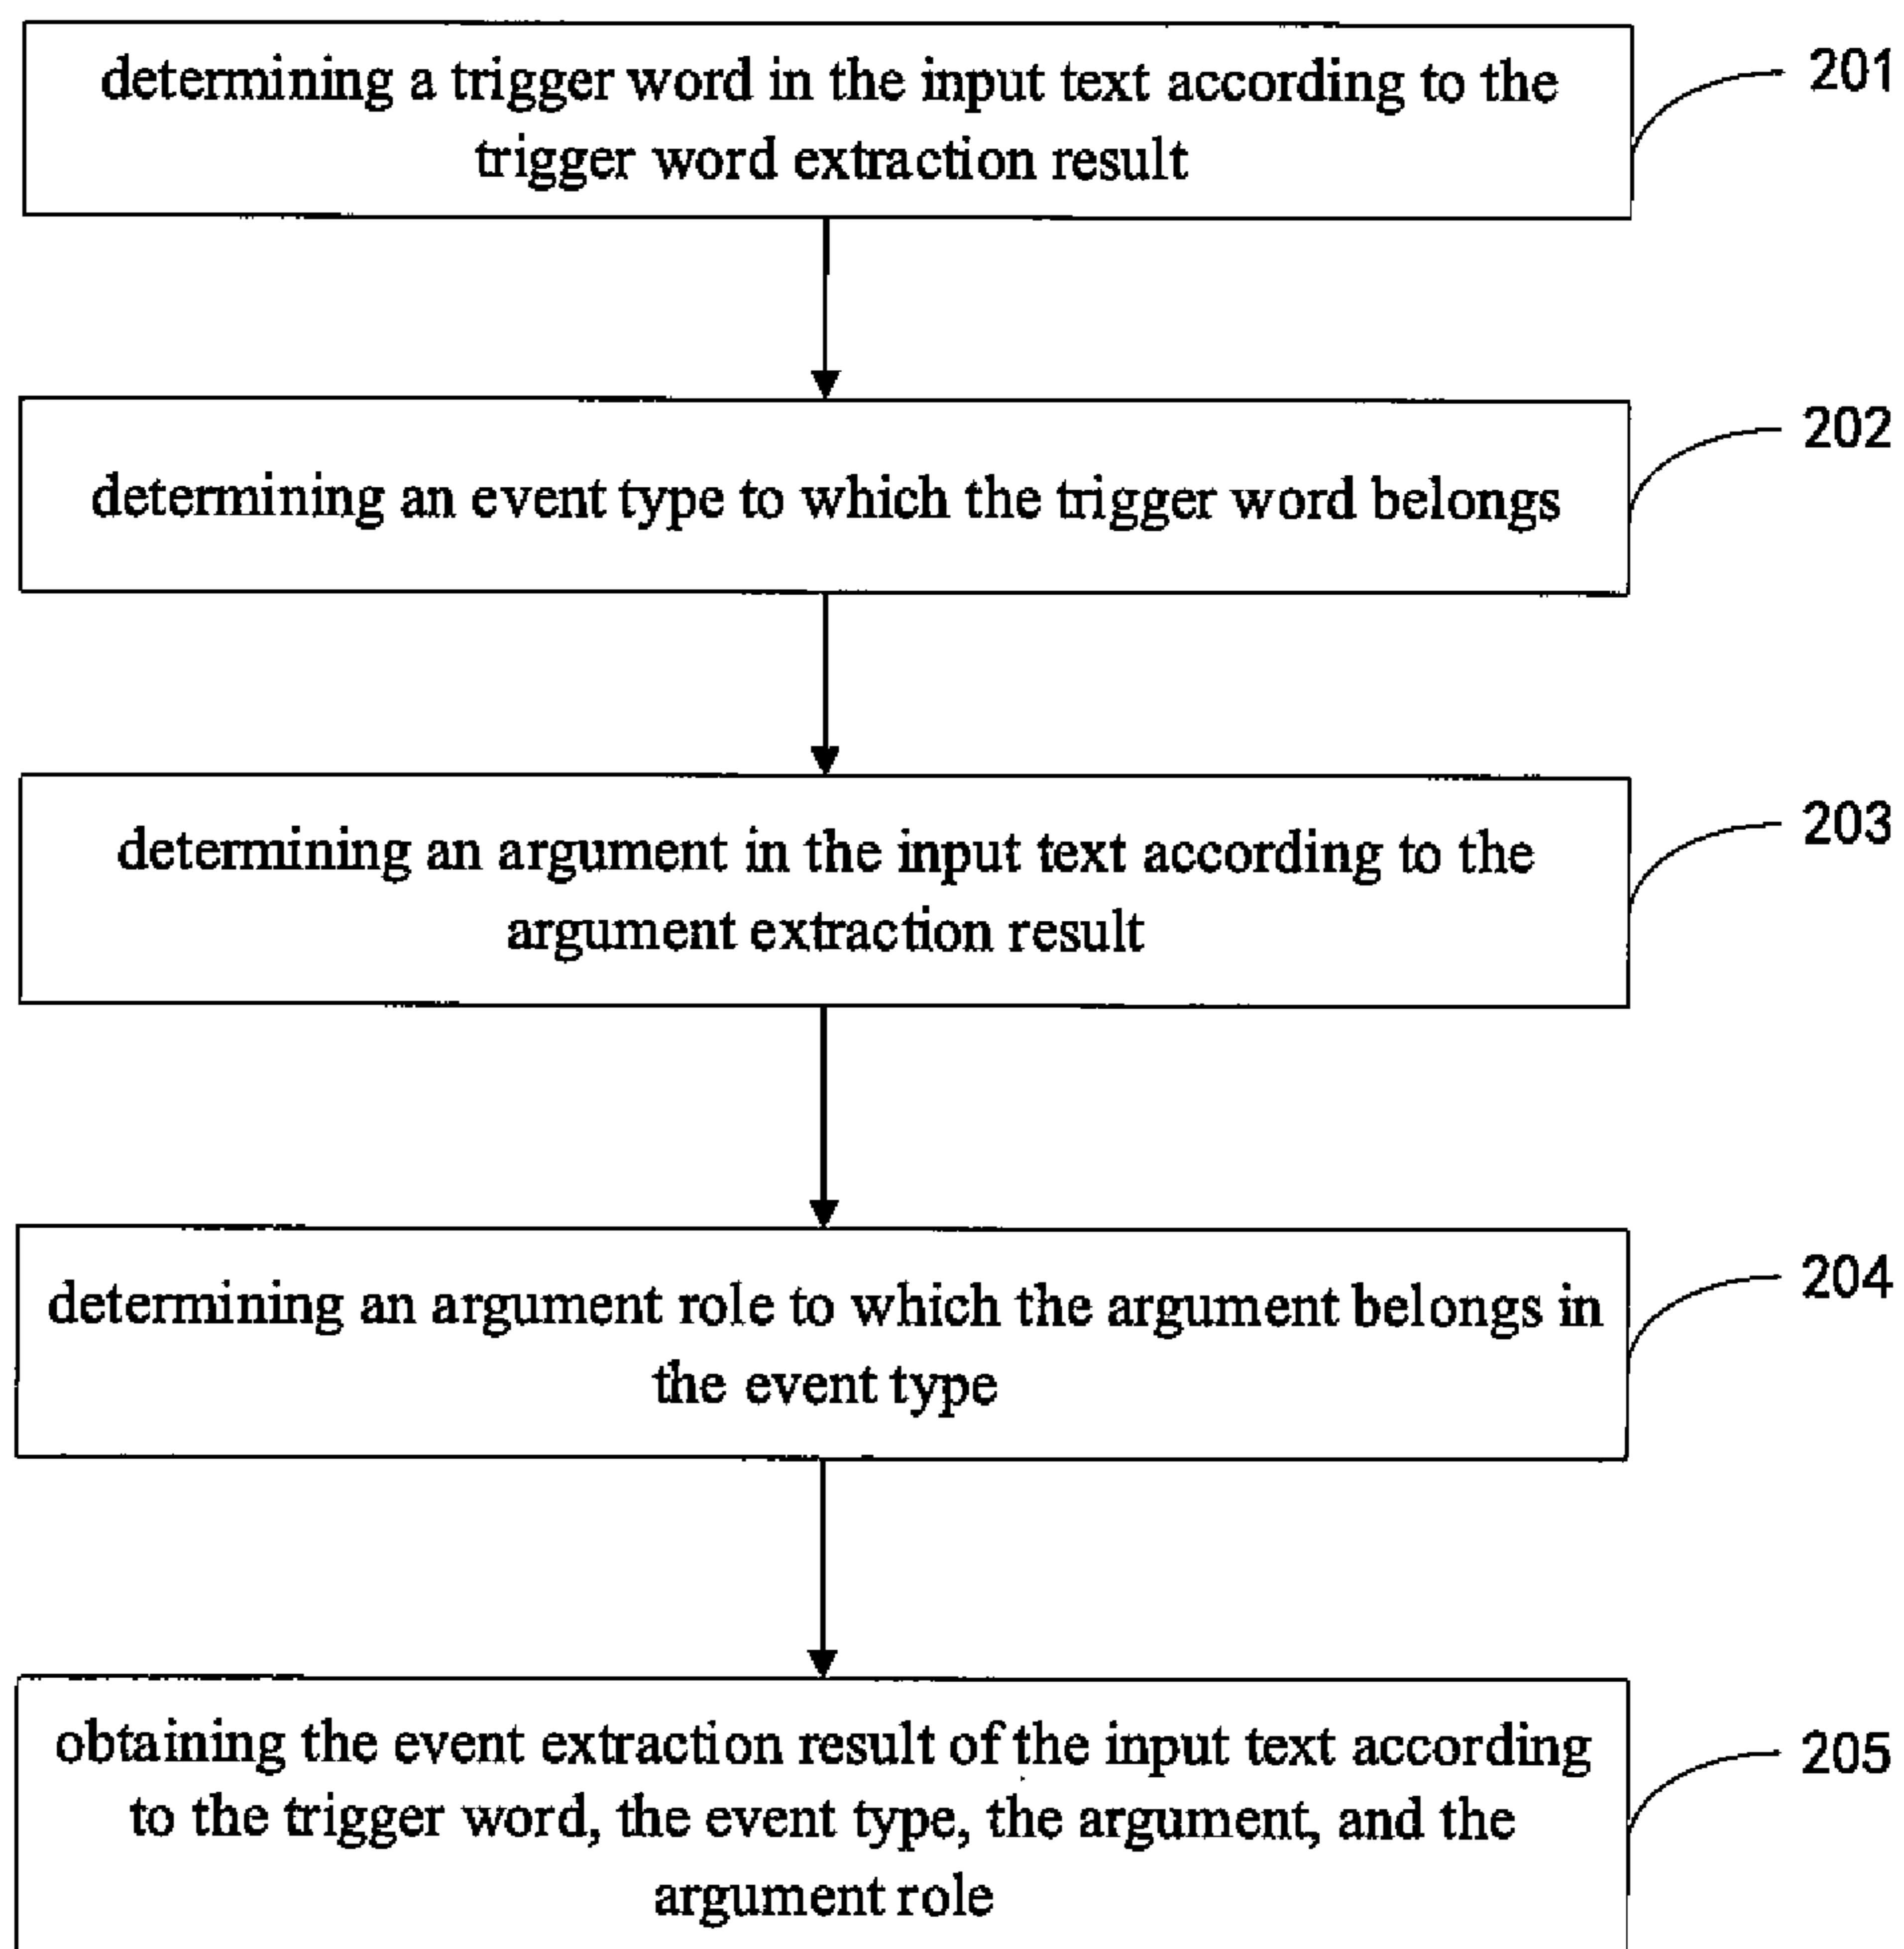 determining a trigger word in the input text according to the
trigger word extraction result
201
determining an event type to which the trigger word belongs
202
determining an argument in the input text according to the
argument extraction result
203
determining an argument role to which the argument belongs in
the event type
204
obtaining the event extraction result of the input text according
to the trigger word, the event type, the argument, and the
argument role
205